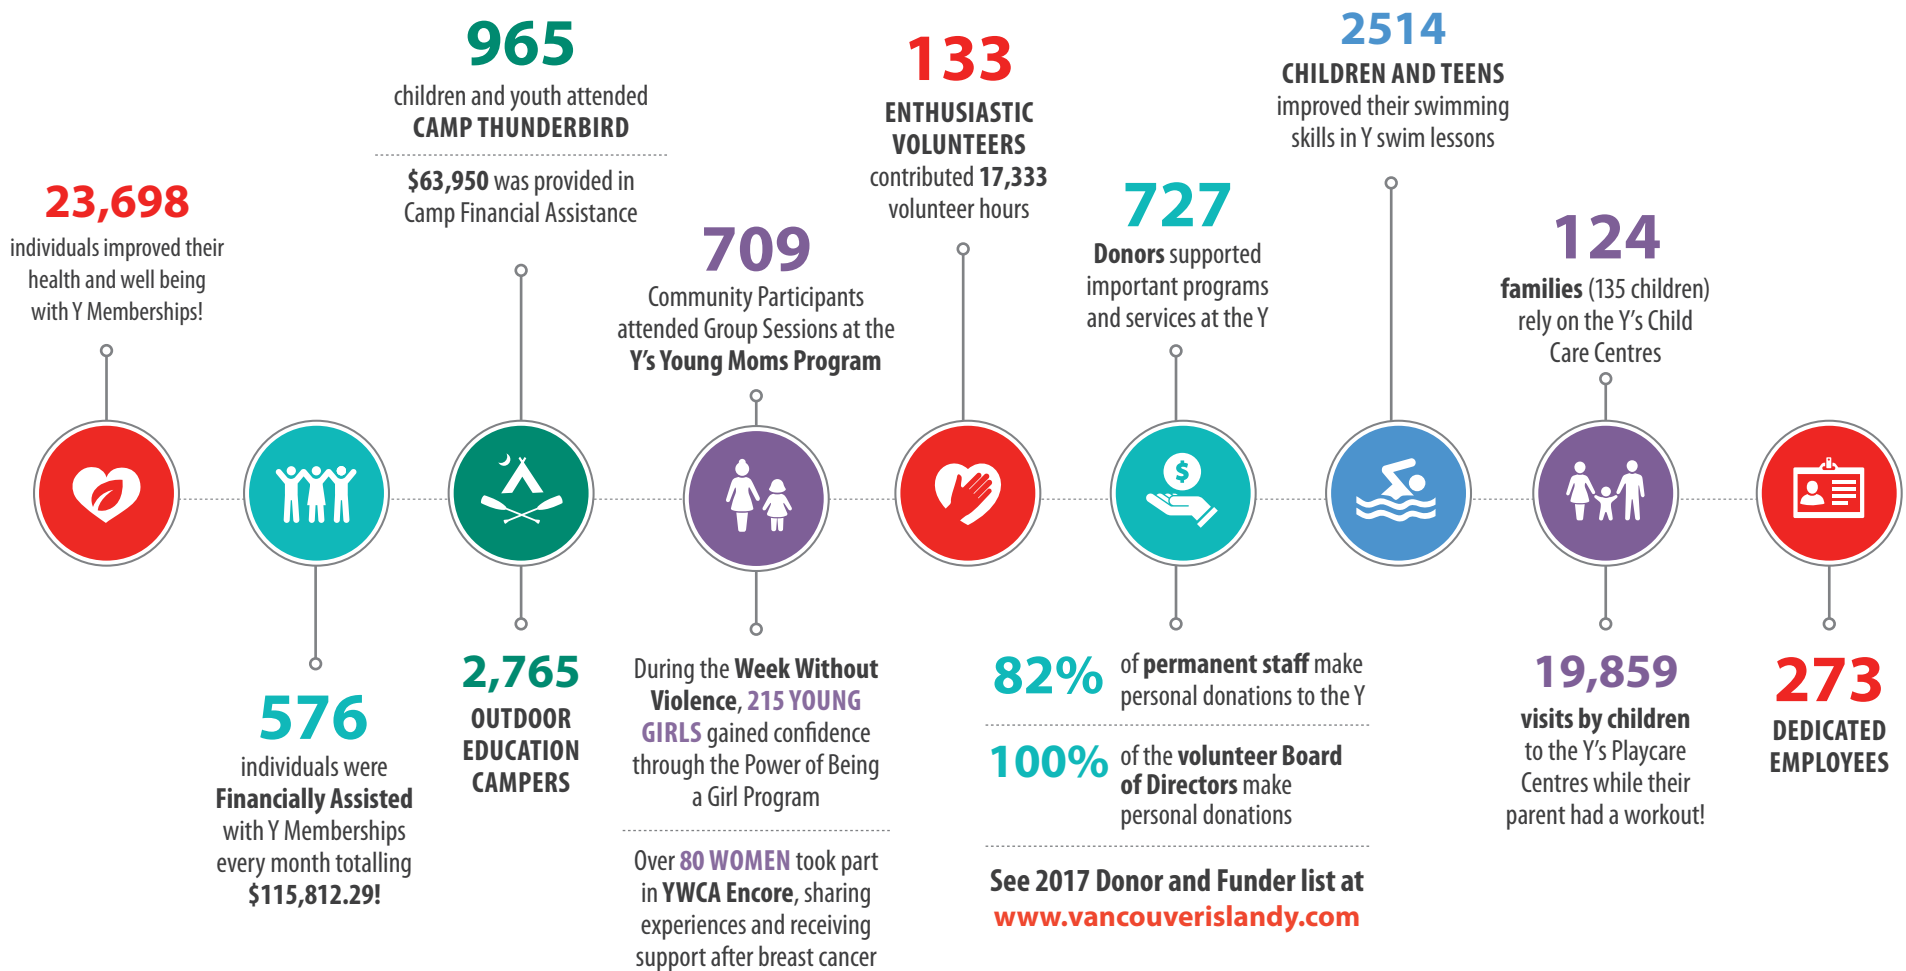 23,698
individuals improved their
health and well being
with Y Memberships!
576
individuals were
Financially Assisted
with Y Memberships
every month totalling
$115,812.29!
965
children and youth attended
CAMP THUNDERBIRD
$63,950 was provided in
Camp Financial Assistance
2,765
OUTDOOR
EDUCATION
CAMPERS
709
Community Participants
attended Group Sessions at the
Y's Young Moms Program
During the Week Without
Violence, 215 YOUNG
GIRLS gained confidence
through the Power of Being
a Girl Program
Over 80 WOMEN took part
in YWCA Encore, sharing
experiences and receiving
support after breast cancer
133
ENTHUSIASTIC
VOLUNTEERS
contributed 17,333
volunteer hours
727
Donors supported
important programs
and services at the Y
$
82% of permanent staff make
personal donations to the Y
100% of the volunteer Board
of Directors make
personal donations
See 2017 Donor and Funder list at
www.vancouverislandy.com
2514
CHILDREN AND TEENS
improved their swimming
skills in Y swim lessons
124
families (135 children)
rely on the Y's Child
Care Centres
19,859
visits by children
to the Y's Playcare
Centres while their
parent had a workout!
273
DEDICATED
EMPLOYEES